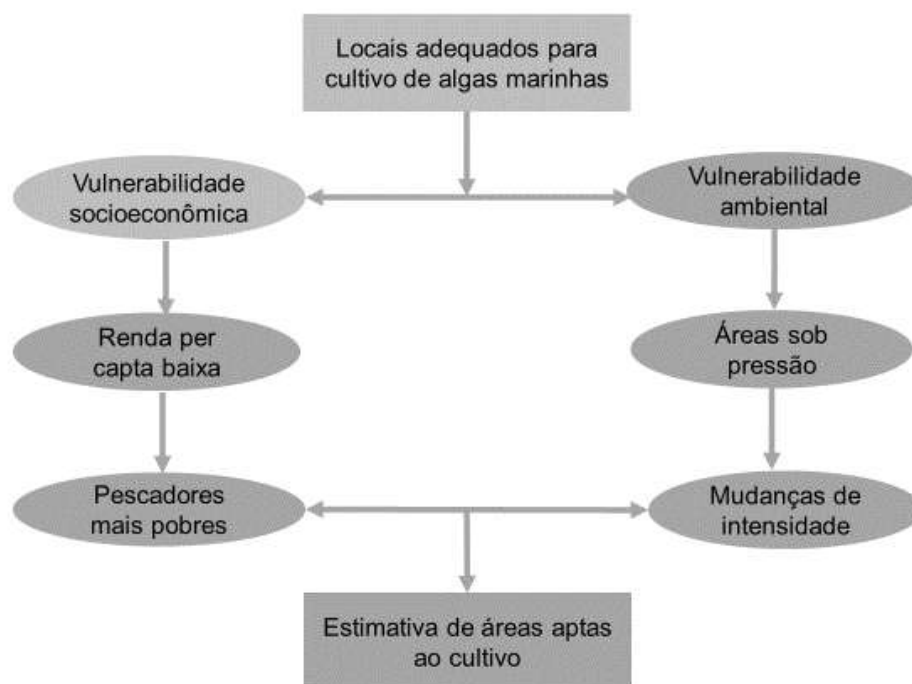 Locais adequados para
cultivo de algas marinhas
Vulnerabilidade
socioeconômica
Vulnerabilidade
ambiental
Renda per
capta baixa
Áreas sob
pressão
Pescadores
mais pobres
Mudanças de
intensidade
Estimativa de áreas aptas
ao cultivo